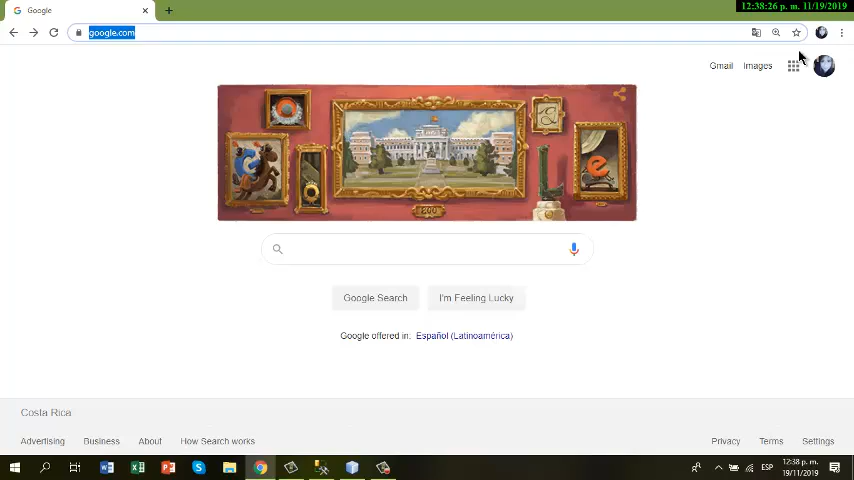 12:38:26 p. m. 11/19/2019
Google
google.com
Gmail Images
Google Search
I'm Feeling Lucky
Google offered in: Español (Latinoamérica)
Costa Rica
Advertising Business About How Search works
Privacy Terms Settings
ESP
12:38 p. m.
19/11/2019